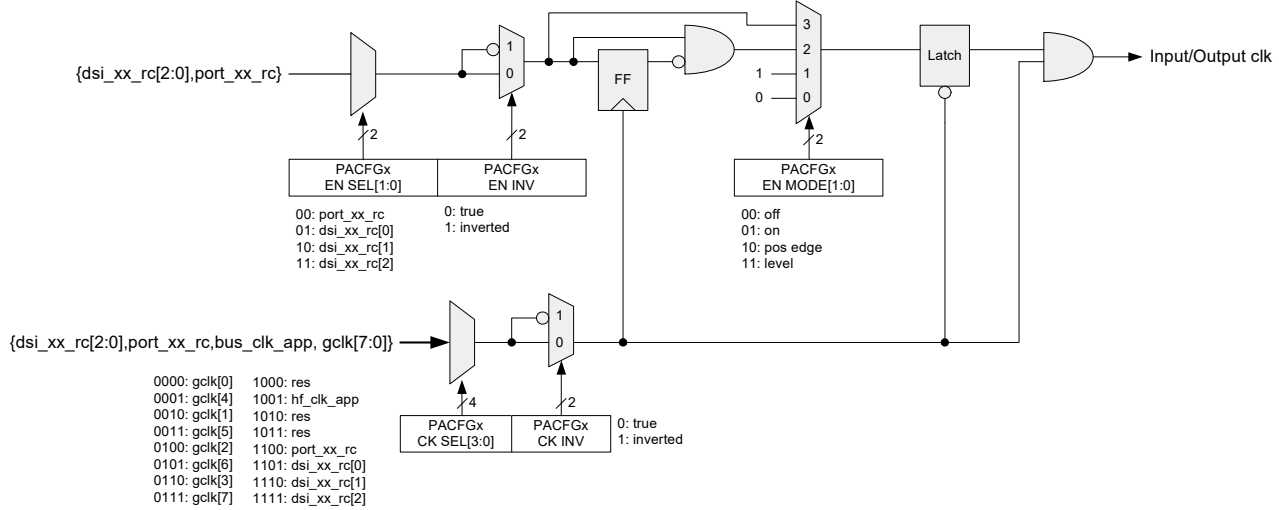 3
1
2
Latch
Input/Output clk
{dsi_xx_rc[2:0],port_xx_rc}
0
FF
1
1
0
0
2
2
2
PACFGx
EN SEL[1:0]
PACFGx
EN INV
PACFGx
EN MODE[1:0]
00: port_xx_rc
01: dsi_xx_rc[0]
10: dsi_xx_rc[1]
11: dsi_xx_rc[2]
0: true
1: inverted
00: off
01: on
10: pos edge
11: level
1
{dsi_xx_rc[2:0],port_xx_rc,bus_clk_app, gclk[7:0]}
0
0000: gclk[0] 1000: res
0001: gclk[4] 1001: hf_clk_app
0010: gclk[1] 1010: res
0011: gclk[5] 1011: res
0100: gclk[2] 1100: port_xx_rc
0101: gclk[6] 1101: dsi_xx_rc[0]
0110: gclk[3] 1110: dsi_xx_rc[1]
0111: gclk[7] 1111: dsi_xx_rc[2]
4
2
PACFGx
CK SEL[3:0]
PACFGx
CK INV
0: true
1: inverted